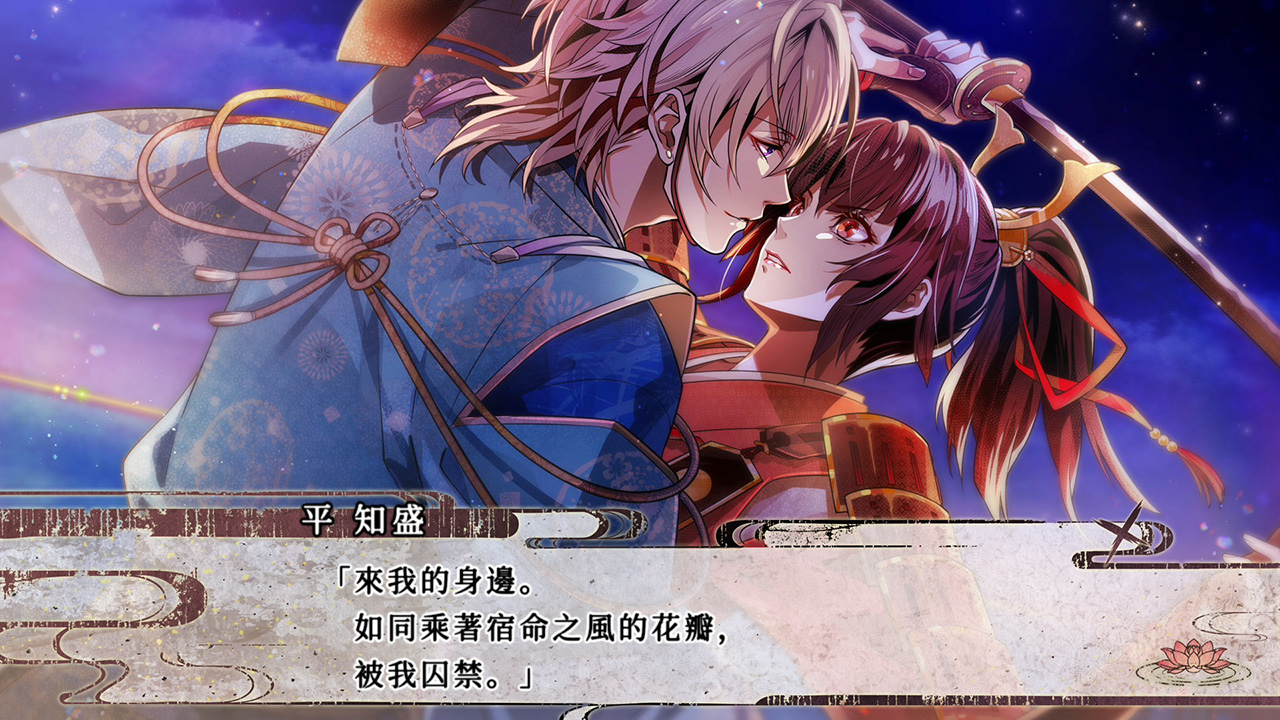 平 知盛
「來我的身邊。
如同乘著宿命之風的花瓣，
被我囚禁。」